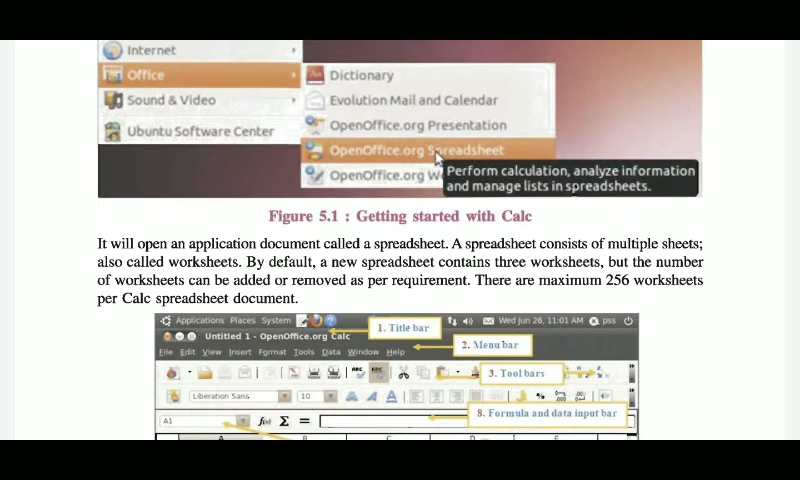 Internet
Office
Dictionary
Sound & Video
Evolution Mail and Calendar
Ubuntu Software Center
OpenOffice.org Presentation
OpenOffice.org Spreadsheet
OpenOffice.org
Perform calculation, analyze information
and manage lists in spreadsheets.
Figure 5.1 : Getting started with Calc
It will open an application document called a spreadsheet. A spreadsheet consists of multiple sheets;
also called worksheets. By default, a new spreadsheet contains three worksheets, but the number
of worksheets can be added or removed as per requirement. There are maximum 256 worksheets
per Calc spreadsheet document.
Applications Places System
1. Title bar
Wed Jun 26, 11:01 AM pss
Untitled 1 - OpenOffice.org Calc
File Edit View Insert Format Tools Data Window Help
2. Menu bar
3. Tool bars
Liberation Sans
10
8. Formula and data input bar
A1
f(x) Σ =